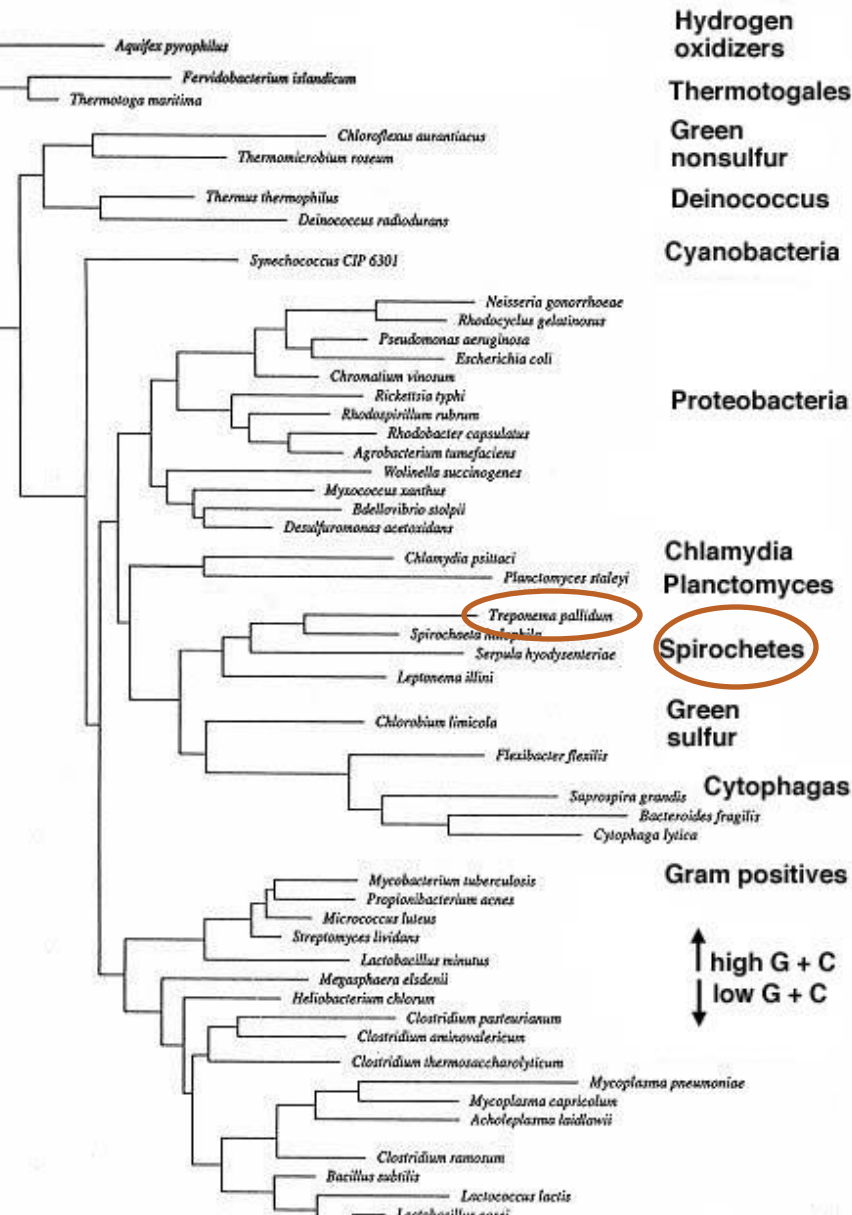 Hydrogen
oxidizers
Aquifex pyrophilus
Fervidobacterium islandicum
Thermotogales
Thermotoga maritima
Green
nonsulfur
Chloroflexus aurantiacus
Thermomicrobium roseum
Thermus thermophilus
Deinococcus
Deinococcus radiodurans
Cyanobacteria
Synechococcus CIP 6301
Neisseria gonorrhoeae
Rhodocyclus gelatinosus
Pseudomonas aeruginosa
Escherichia coli
Chromatium vinosum
Rickettsia typhi
Proteobacteria
Rhodospirillum rubrum
Rhodobacter capsulatus
Agrobacterium tumefaciens
Wolinella succinogenes
Myxococcus xanthus
Bdellovibrio stolpii
Desulfuromonas acetoxidans
Chlamydia
Chlamydia psittaci
Planctomyces staleyi
Planctomyces
Treponema pallidum
Spirochaeta halophila
Serpula hyodysenteriae
Spirochetes
Leptonema illini
Green
sulfur
Chlorobium limicola
Flexibacter flexilis
Cytophagas
Saprospira grandis
Bacteroides fragilis
Cytophaga lytica
Gram positives
Mycobacterium tuberculosis
Propionibacterium acnes
Micrococcus luteus
Streptomyces lividans
Lactobacillus minutus
high G + C
Megasphaera elsdenii
low G + C
Heliobacterium chlorum
Clostridium pasteurianum
Clostridium aminovalericum
Clostridium thermosaccharolyticum
Mycoplasma pneumoniae
Mycoplasma capricolum
Acholeplasma laidlawii
Clostridium ramosum
Bacillus subtilis
Lactococcus lactis